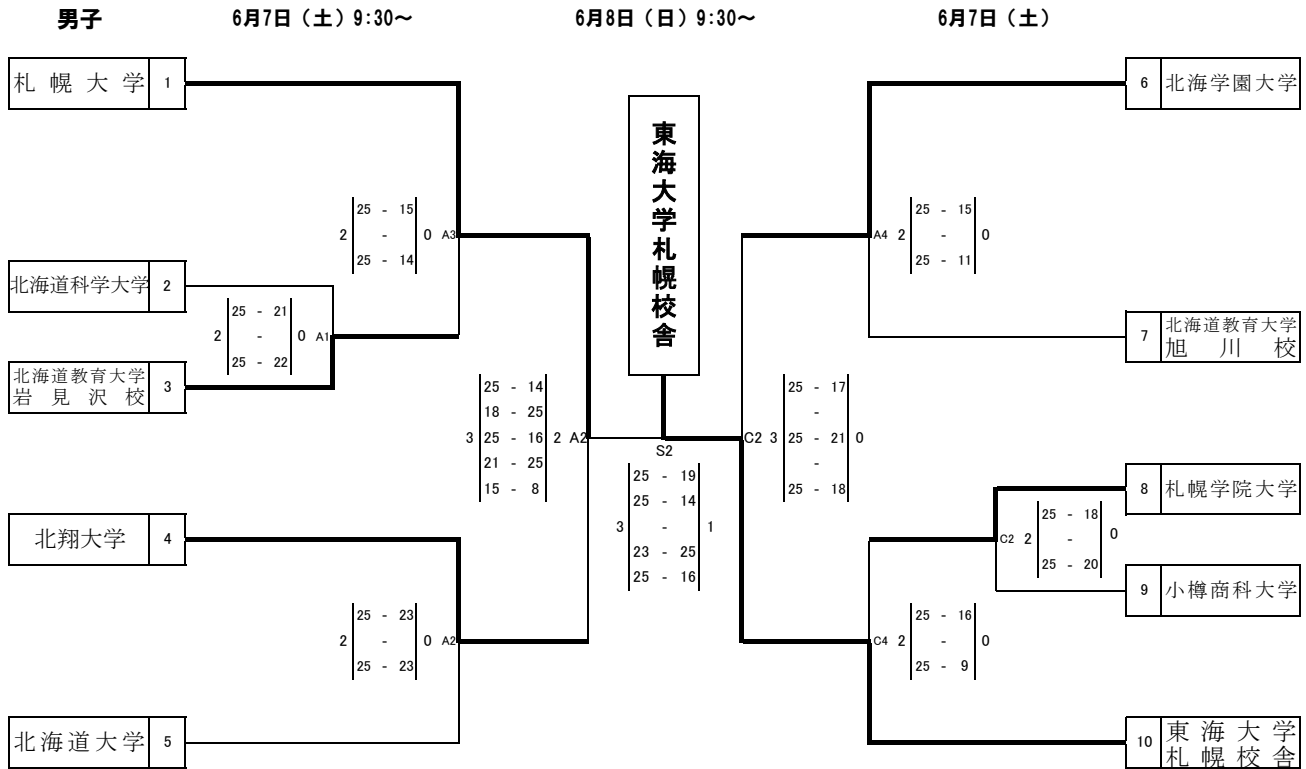 男子 6月7日（土）9:30～ 6月8日（日）9:30～ 6月7日（土）
札幌大学 1
6 北海学園大学
東海大学札幌校舎
25 - 15
2 - 0 A3
25 - 14
25 - 15
A4 2 - 0
25 - 11
北海道科学大学 2
25 - 21
2 - 0 A1
25 - 22
北海道教育大学
岩見沢校 3
北海道教育大学
7 旭川校
25 - 14
18 - 25
3 25 - 16 2 A2
21 - 25
15 - 8
25 - 17
-
C2 3 25 - 21 0
-
25 - 18
S2
25 - 19
25 - 14
3 - 1
23 - 25
25 - 16
8 札幌学院大学
25 - 18
C2 2 - 0
25 - 20
9 小樽商科大学
北翔大学 4
25 - 23
2 - 0 A2
25 - 23
25 - 16
C4 2 - 0
25 - 9
北海道大学 5
10 東海大学
札幌校舎